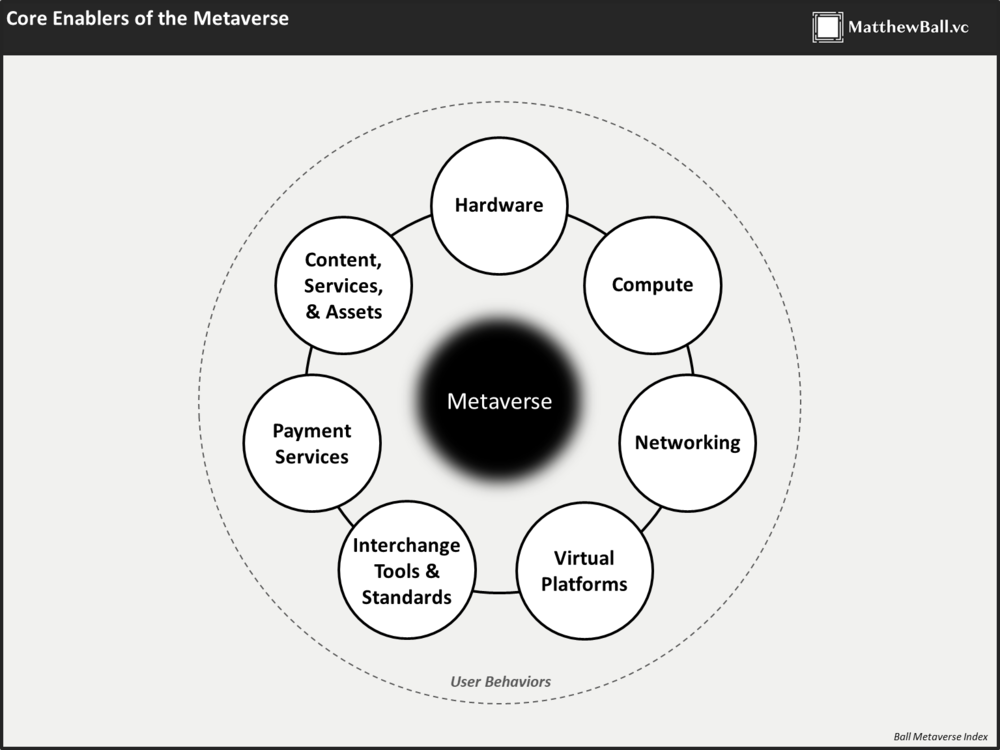 Core Enablers of the Metaverse
MatthewBall.vc
Hardware
Compute
Networking
Virtual
Platforms
Interchange
Tools &
Standards
Payment
Services
Content,
Services,
& Assets
Metaverse
User Behaviors
Ball Metaverse Index